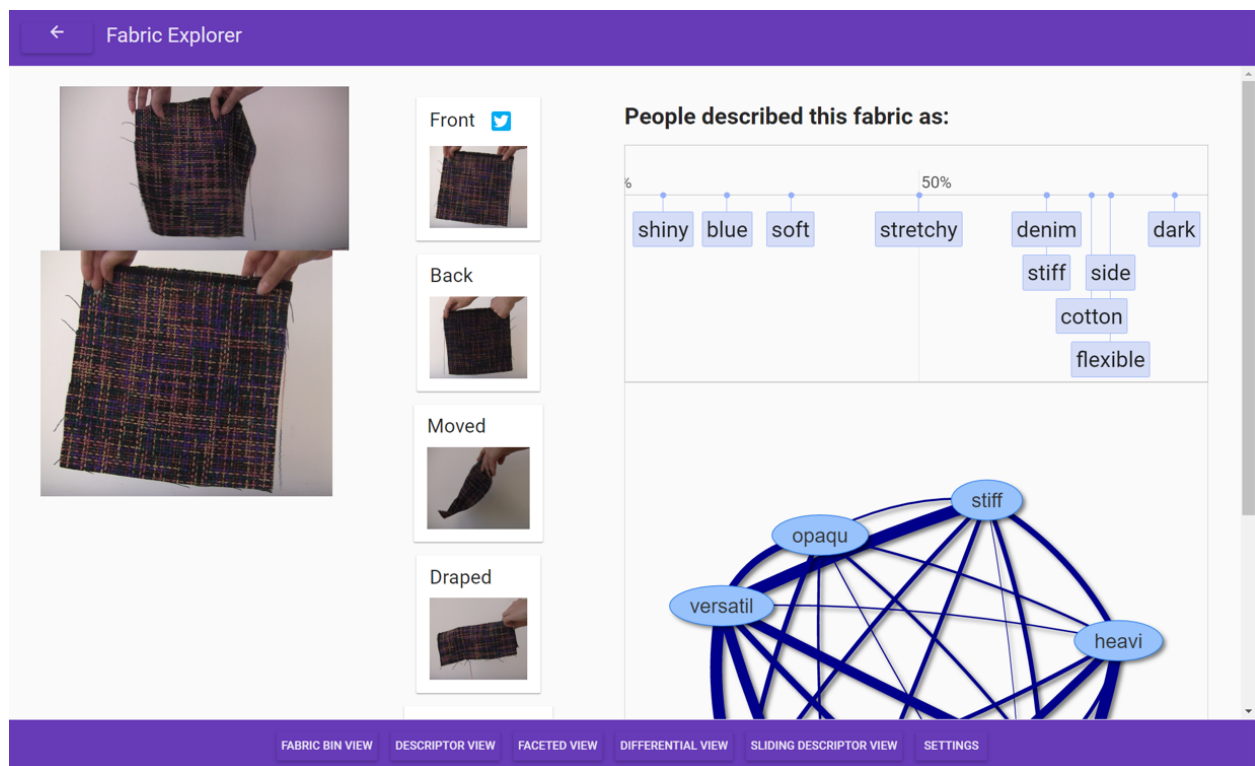 Fabric Explorer
Front
Back
Moved
Draped
People described this fabric as:
%
50%
shiny
blue
soft
stretchy
denim
dark
stiff
side
cotton
flexible
stiff
opaqu
versatil
heavi
FABRIC BIN VIEW
DESCRIPTOR VIEW
FACETED VIEW
DIFFERENTIAL VIEW
SLIDING DESCRIPTOR VIEW
SETTINGS